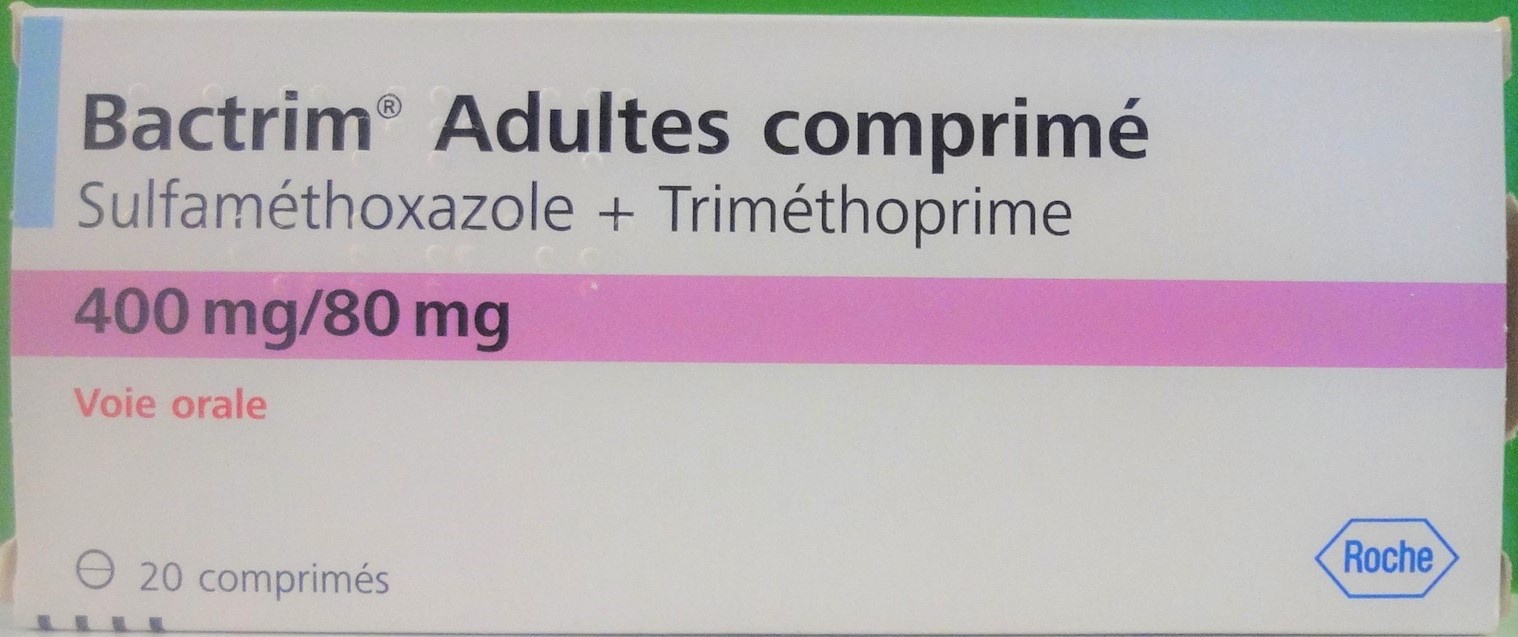 Bactrim® Adultes comprimé
Sulfaméthoxazole + Triméthoprime
400 mg/80 mg
Voie orale
20 comprimés
Roche